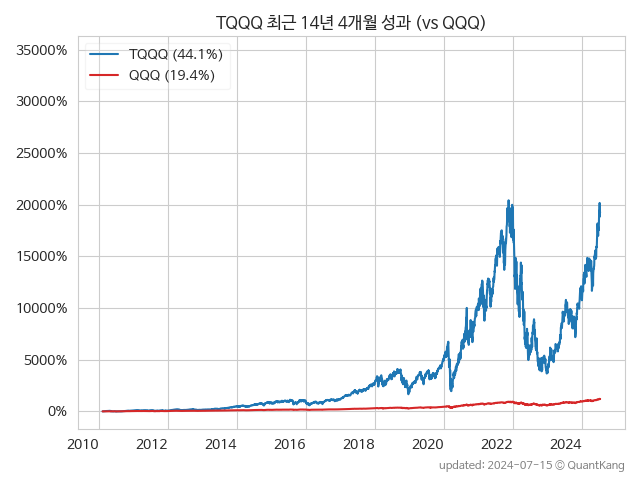 TQQQ 최근 14년 4개월 성과 (vs QQQ)
35000%
30000%
25000%
20000%
15000%
10000%
5000%
0%
TQQQ (44.1%)
QQQ (19.4%)
2010 2012 2014 2016 2018 2020 2022 2024
updated: 2024-07-15 © QuantKang